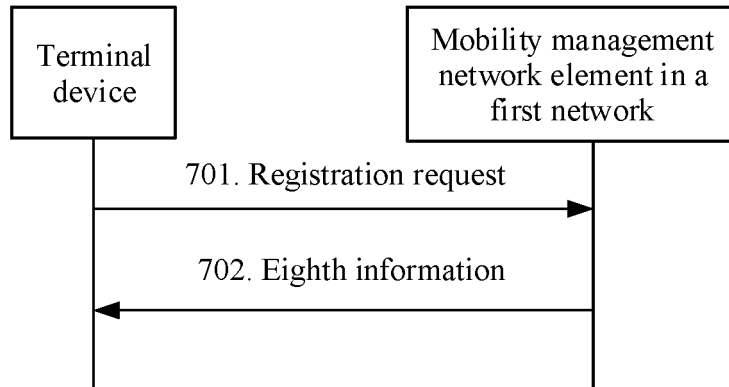 Terminal
device
Mobility management
network element in a
first network
701. Registration request
702. Eighth information